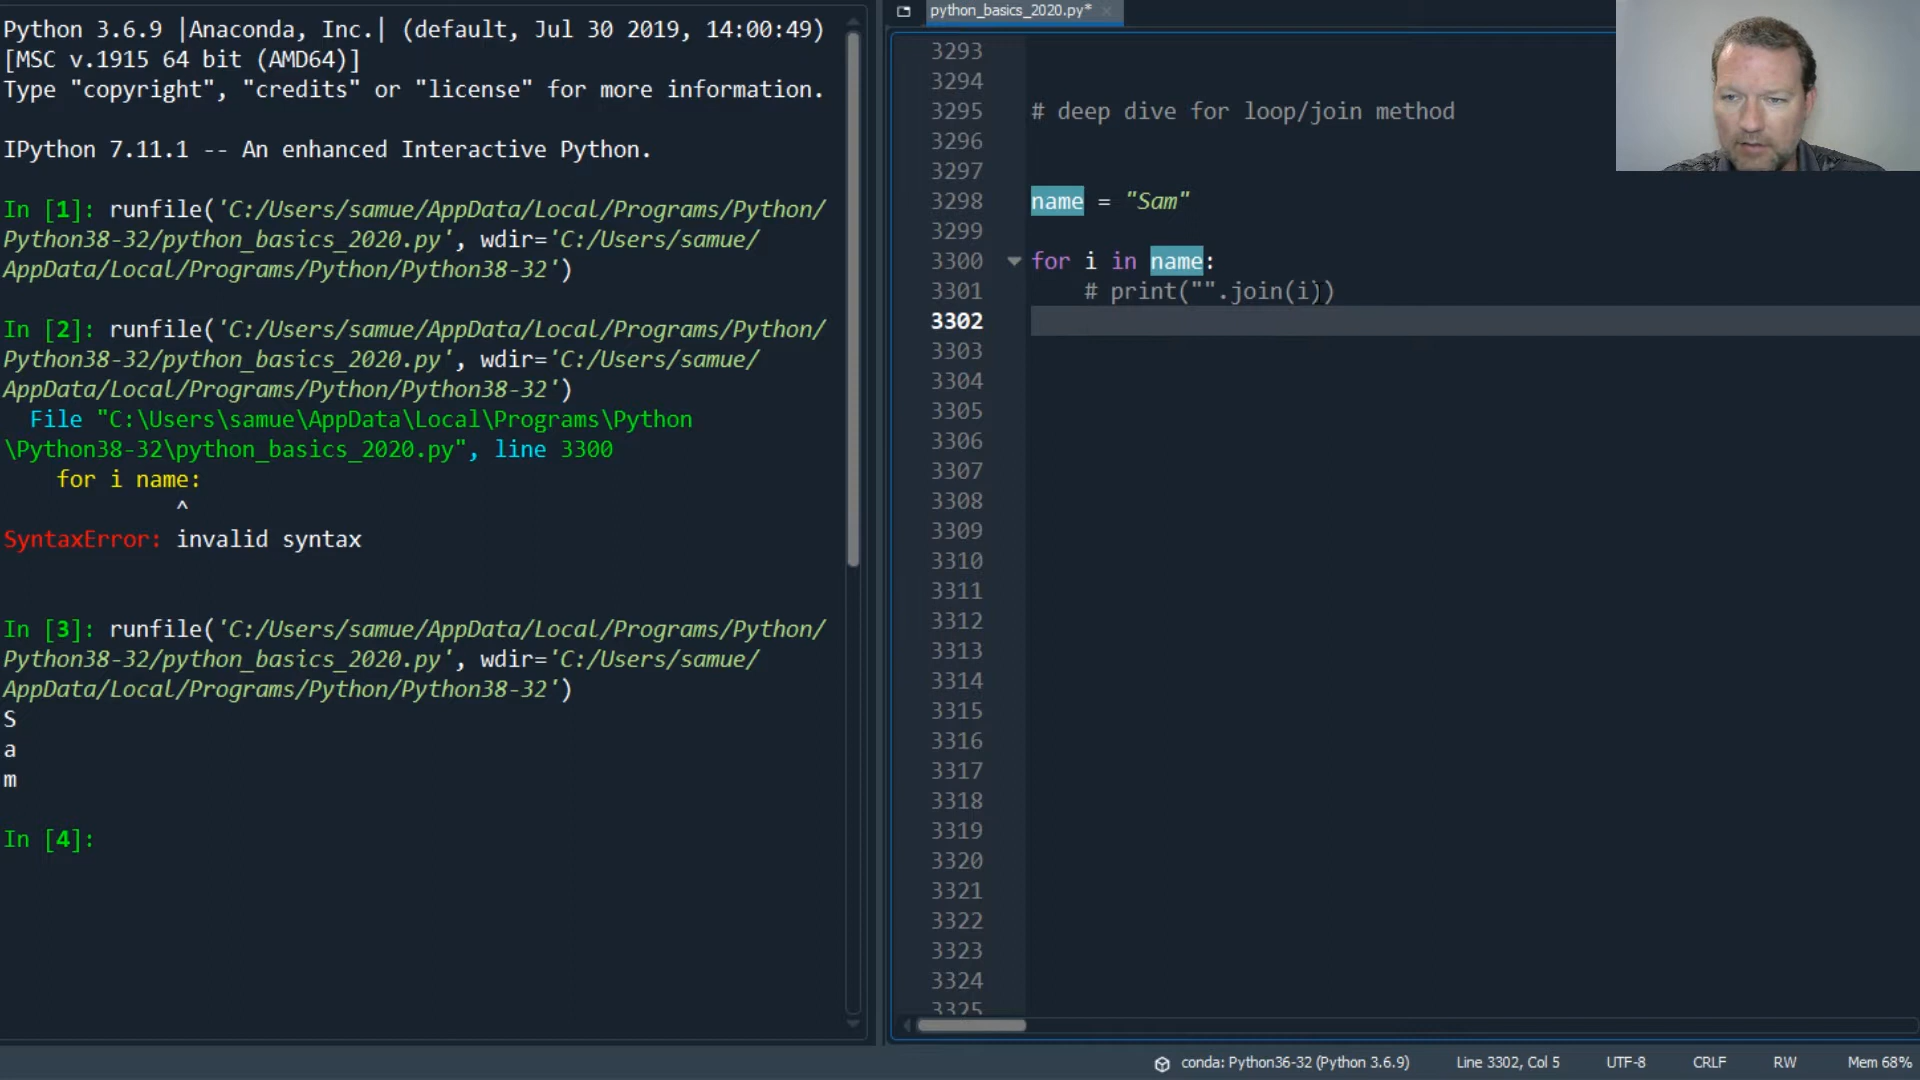 Python 3.6.9 |Anaconda, Inc.| (default, Jul 30 2019, 14:00:49)
[MSC v.1915 64 bit (AMD64)]
Type "copyright", "credits" or "license" for more information.
IPython 7.11.1 -- An enhanced Interactive Python.
In [1]: runfile('C:/Users/samue/AppData/Local/Programs/Python/
Python38-32/python_basics_2020.py', wdir='C:/Users/samue/
AppData/Local/Programs/Python/Python38-32')
In [2]: runfile('C:/Users/samue/AppData/Local/Programs/Python/
Python38-32/python_basics_2020.py', wdir='C:/Users/samue/
AppData/Local/Programs/Python/Python38-32')
File "C:\Users\samue\AppData\Local\Programs\Python
\Python38-32\python_basics_2020.py", line 3300
for i name:
^
SyntaxError: invalid syntax
In [3]: runfile('C:/Users/samue/AppData/Local/Programs/Python/
Python38-32/python_basics_2020.py', wdir='C:/Users/samue/
AppData/Local/Programs/Python/Python38-32')
S
a
m
In [4]:
python_basics_2020.py*
3293
3294
3295 # deep dive for loop/join method
3296
3297
3298 name = "Sam"
3299
3300 for i in name:
3301 # print("".join(i))
3302
3303
3304
3305
3306
3307
3308
3309
3310
3311
3312
3313
3314
3315
3316
3317
3318
3319
3320
3321
3322
3323
3324
3325
conda: Python36-32 (Python 3.6.9) Line 3302, Col 5 UTF-8 CRLF RW Mem 68%